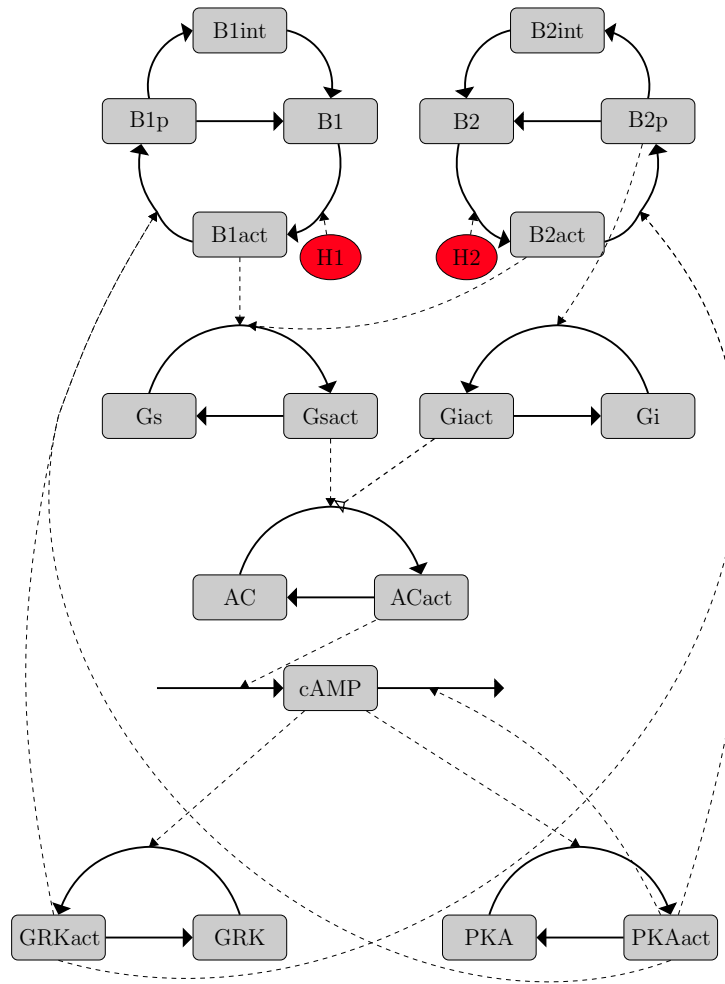 B1int
B2int
B1p
B1
B2
B2p
B1act
B2act
H1
H2
Gs
Gsact
Giact
Gi
AC
ACact
cAMP
GRKact
GRK
PKA
PKAact